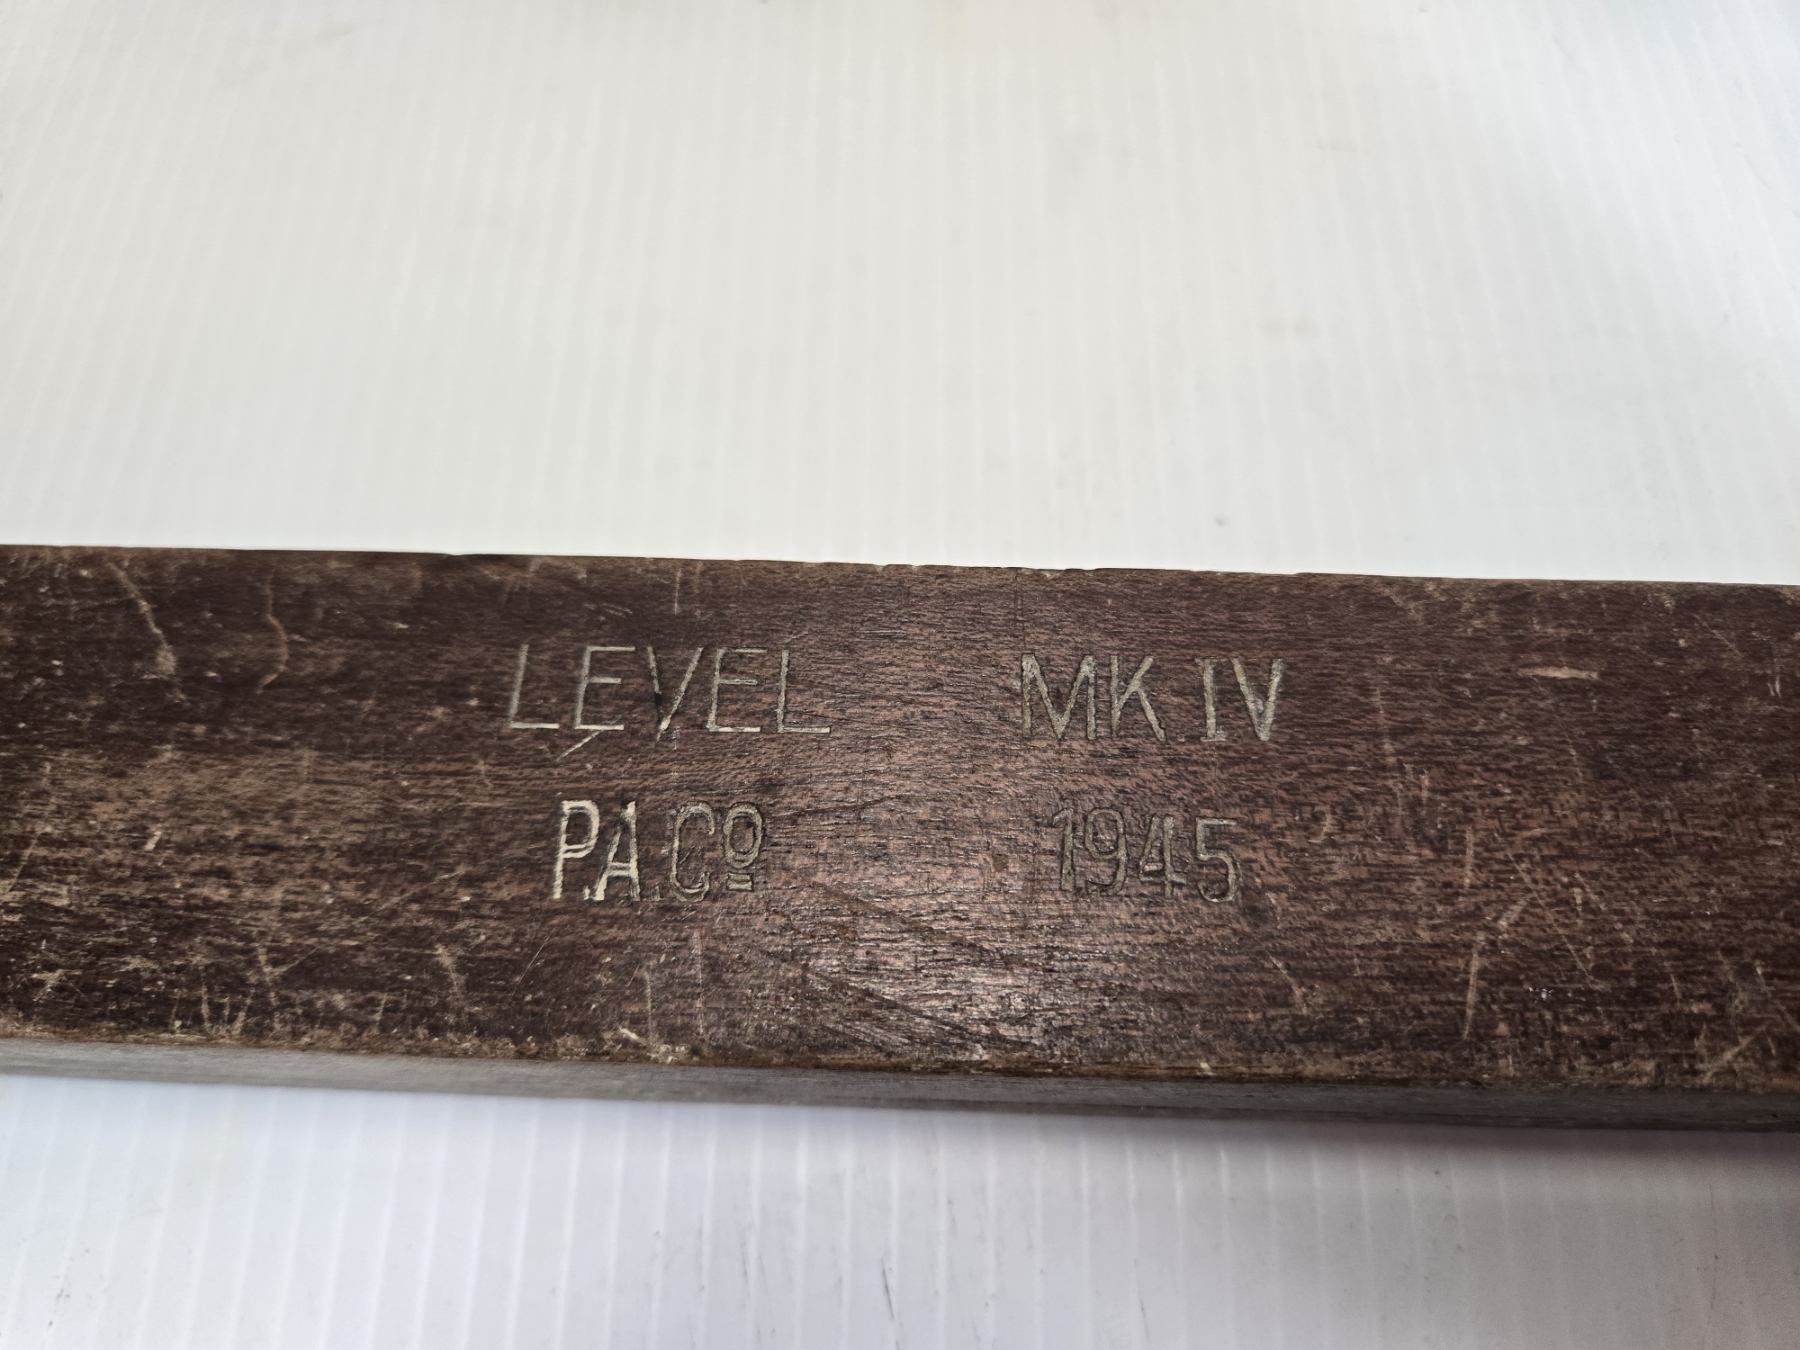 LEVEL MK.IV
P.A.Cº 1945